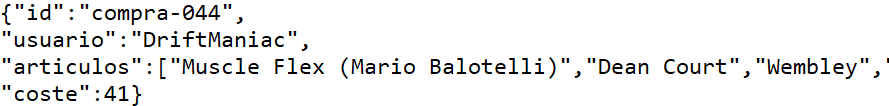 {"id":"compra-044",
"usuario":"DriftManiac",
"articulos":["Muscle Flex (Mario Balotelli)","Dean Court","Wembley",'
"coste":41}